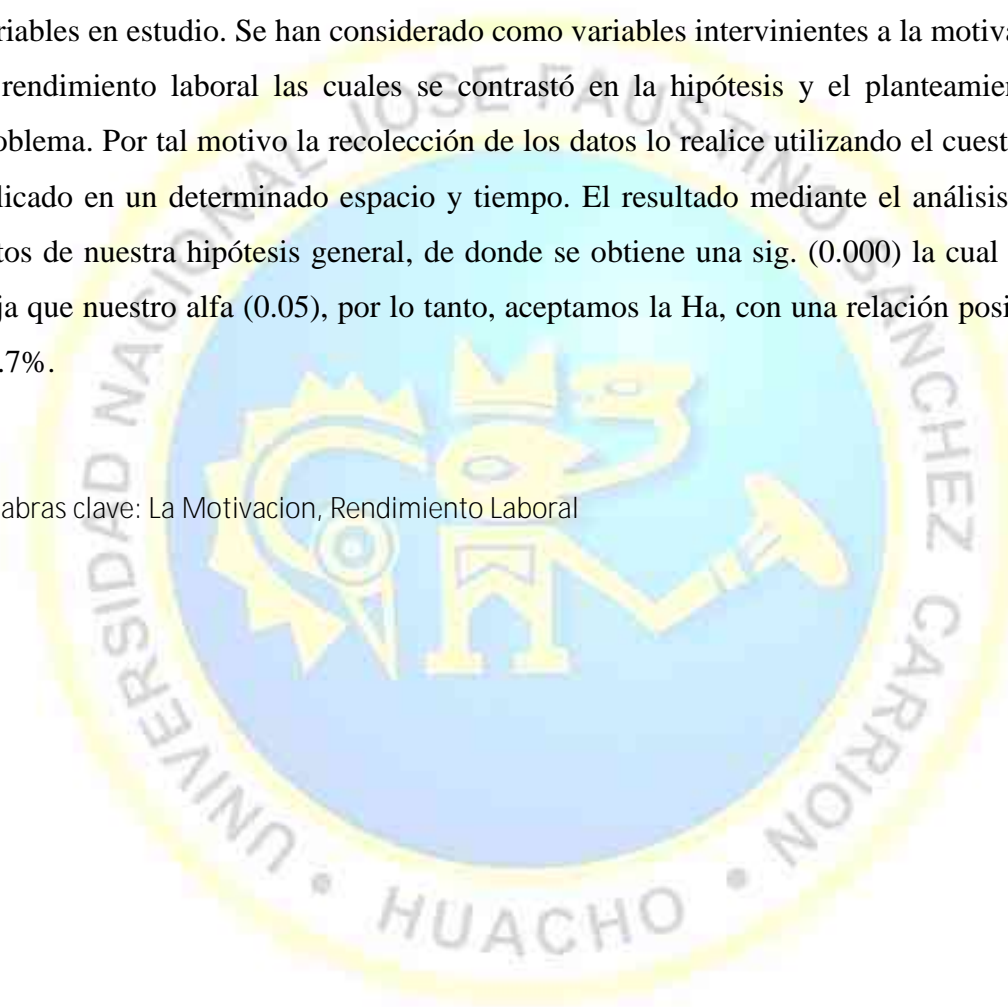 riables en estudio. Se han considerado como variables intervinientes a la motiva
rendimiento laboral las cuales se contrastó en la hipótesis y el planteamien
oblema. Por tal motivo la recolección de los datos lo realice utilizando el cuest
licado en un determinado espacio y tiempo. El resultado mediante el análisis
tos de nuestra hipótesis general, de donde se obtiene una sig. (0.000) la cual
ja que nuestro alfa (0.05), por lo tanto, aceptamos la Ha, con una relación posi
.7%.
abras clave: La Motivacion, Rendimiento Laboral
UNIVERSIDAD NACIONAL JOSE FAUSTINO SANCHEZ CARRION • HUACHO •